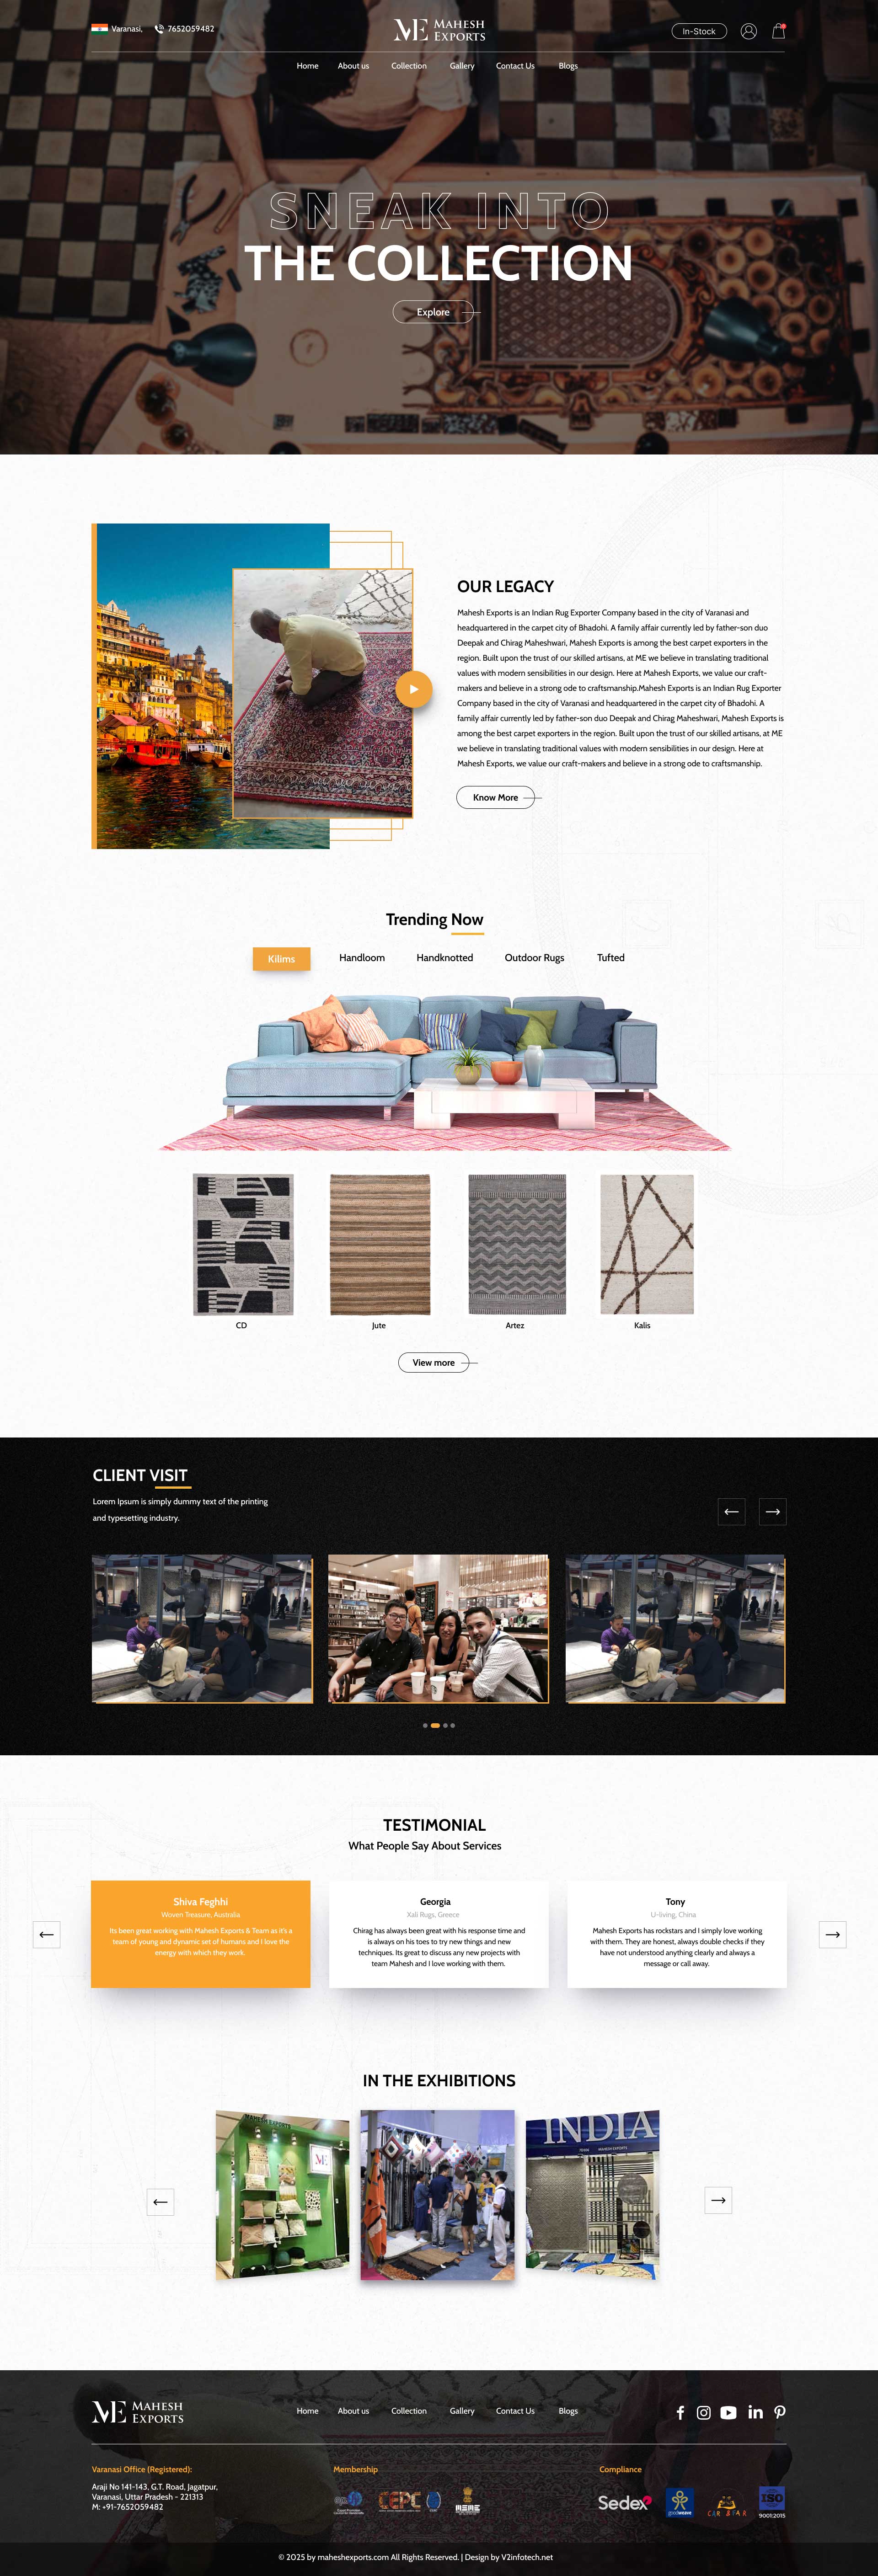 Varanasi,
7652059482
ME MAHESH
EXPORTS
In-Stock
Home About us Collection Gallery Contact Us Blogs
SNEAK INTO
THE COLLECTION
Explore
OUR LEGACY
Mahesh Exports is an Indian Rug Exporter Company based in the city of Varanasi and
headquartered in the carpet city of Bhadohi. A family affair currently led by father-son duo
Deepak and Chirag Maheshwari, Mahesh Exports is among the best carpet exporters in the
region. Built upon the trust of our skilled artisans, at ME we believe in translating traditional
values with modern sensibilities in our design. Here at Mahesh Exports, we value our craft-
makers and believe in a strong ode to craftsmanship.Mahesh Exports is an Indian Rug Exporter
Company based in the city of Varanasi and headquartered in the carpet city of Bhadohi. A
family affair currently led by father-son duo Deepak and Chirag Maheshwari, Mahesh Exports is
among the best carpet exporters in the region. Built upon the trust of our skilled artisans, at ME
we believe in translating traditional values with modern sensibilities in our design. Here at
Mahesh Exports, we value our craft-makers and believe in a strong ode to craftsmanship.
Know More
Trending Now
Kilims Handloom Handknotted Outdoor Rugs Tufted
CD Jute Artez Kalis
View more
CLIENT VISIT
Lorem Ipsum is simply dummy text of the printing
and typesetting industry.
TESTIMONIAL
What People Say About Services
Shiva Feghhi
Woven Treasure, Australia
Its been great working with Mahesh Exports & Team as it's a
team of young and dynamic set of humans and I love the
energy with which they work.
Georgia
Xali Rugs, Greece
Chirag has always been great with his response time and
is always on his toes to try new things and new
techniques. Its great to discuss any new projects with
team Mahesh and I love working with them.
Tony
U-living, China
Mahesh Exports has rockstars and I simply love working
with them. They are honest, always double checks if they
have not understood anything clearly and always a
message or call away.
IN THE EXHIBITIONS
MAHESH EXPORTS
ME
INDIA
MAHESH EXPORTS
ME MAHESH
EXPORTS
Home About us Collection Gallery Contact Us Blogs
Varanasi Office (Registered):
Araji No 141-143, G.T. Road, Jagatpur,
Varanasi, Uttar Pradesh - 221313
M: +91-7652059482
Membership
CEPC
MSME
Compliance
Sedex
goodweave
ISO
9001:2015
© 2025 by maheshexports.com All Rights Reserved. | Design by V2infotech.net